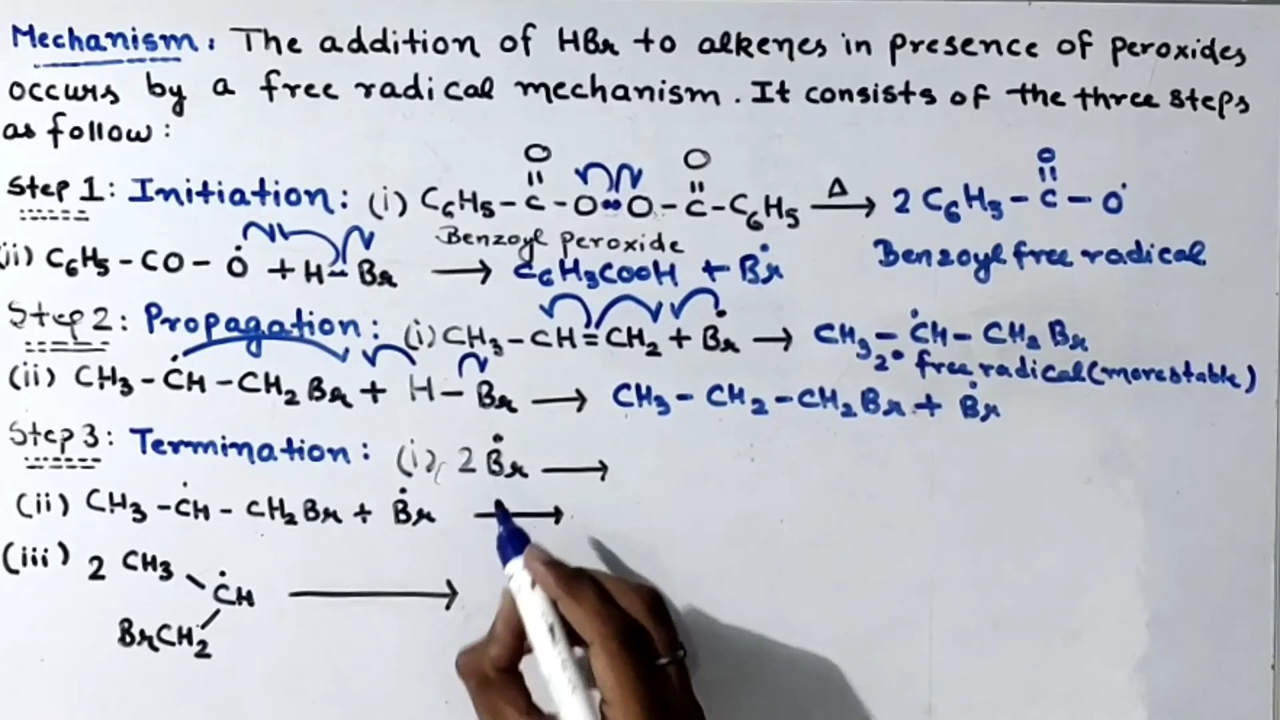 Mechanism: The addition of HBr to alkenes in presence of peroxides
occurs by a free radical mechanism. It consists of the three steps
as follow:
Step 1: Initiation: (i) C6H5-C(=O)-O••O-C(=O)-C6H5 →Δ 2 C6H5-C(=O)-O•
Benzoyl peroxide Benzoyl free radical
(ii) C6H5-CO-O• + H-Br → C6H5COOH + Br•
Step 2: Propagation: (i) CH3-CH=CH2 + Br• → CH3-ĊH-CH2Br
2° free radical (more stable)
(ii) CH3-ĊH-CH2Br + H-Br → CH3-CH2-CH2Br + Br•
Step 3: Termination: (i) 2Br• →
(ii) CH3-ĊH-CH2Br + Br• →
(iii) 2 CH3
ĊH →
BrCH2